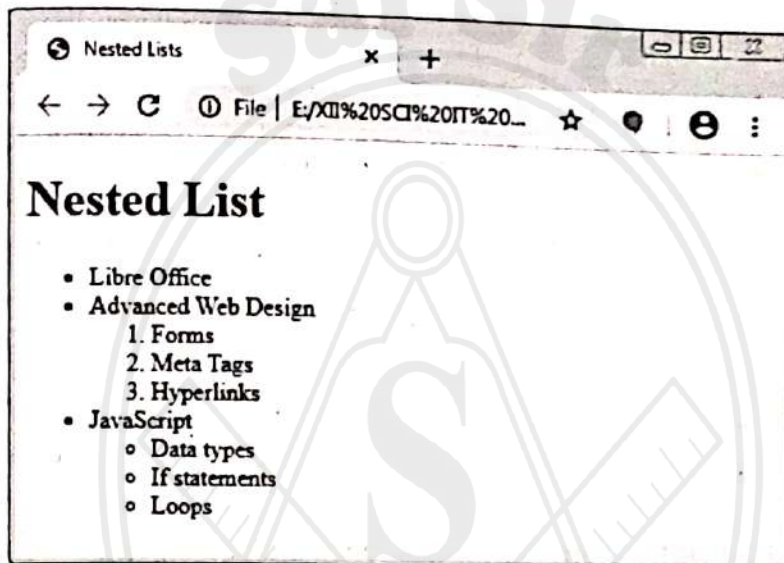 Nested Lists
File | E:/XII%20SCI%20IT%20...
Nested List
• Libre Office
• Advanced Web Design
1. Forms
2. Meta Tags
3. Hyperlinks
• JavaScript
∘ Data types
∘ If statements
∘ Loops
S